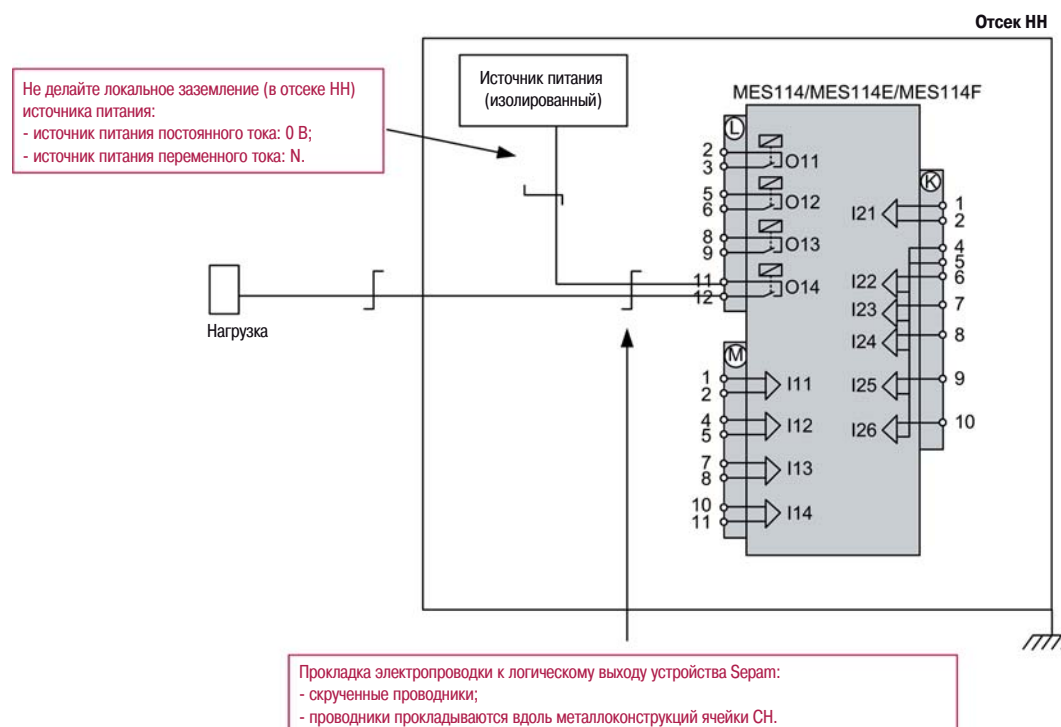 Отсек НН
Не делайте локальное заземление (в отсеке НН)
источника питания:
- источник питания постоянного тока: 0 В;
- источник питания переменного тока: N.
Источник питания
(изолированный)
MES114/MES114E/MES114F
L
2
3
O11
5
6
O12
8
9
O13
11
12
O14
K
I21
1
2
4
5
6
I22
7
I23
8
I24
9
I25
10
I26
Нагрузка
M
1
2
I11
4
5
I12
7
8
I13
10
11
I14
Прокладка электропроводки к логическому выходу устройства Sepam:
- скрученные проводники;
- проводники прокладываются вдоль металлоконструкций ячейки СН.